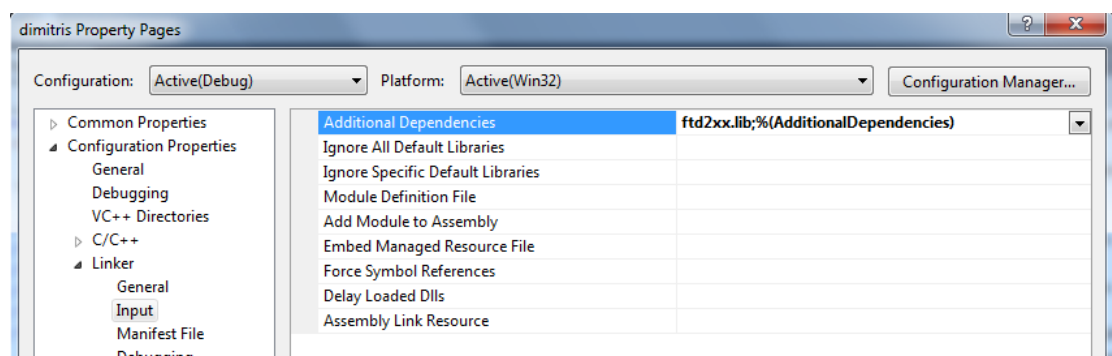 dimitris Property Pages
Configuration: Active(Debug) Platform: Active(Win32) Configuration Manager...
Common Properties
Configuration Properties
General
Debugging
VC++ Directories
C/C++
Linker
General
Input
Manifest File
Debugging
Additional Dependencies ftd2xx.lib;%(AdditionalDependencies)
Ignore All Default Libraries
Ignore Specific Default Libraries
Module Definition File
Add Module to Assembly
Embed Managed Resource File
Force Symbol References
Delay Loaded Dlls
Assembly Link Resource